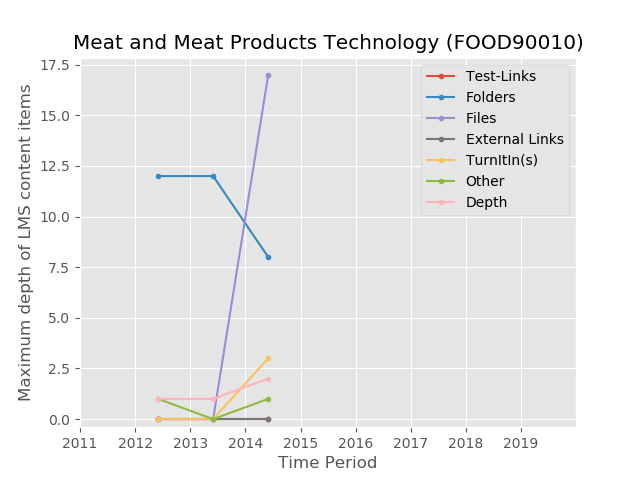 Meat and Meat Products Technology (FOOD90010)
Maximum depth of LMS content items
17.5
15.0
12.5
10.0
7.5
5.0
2.5
0.0
Test-Links
Folders
Files
External Links
TurnItIn(s)
Other
Depth
2011 2012 2013 2014 2015 2016 2017 2018 2019
Time Period